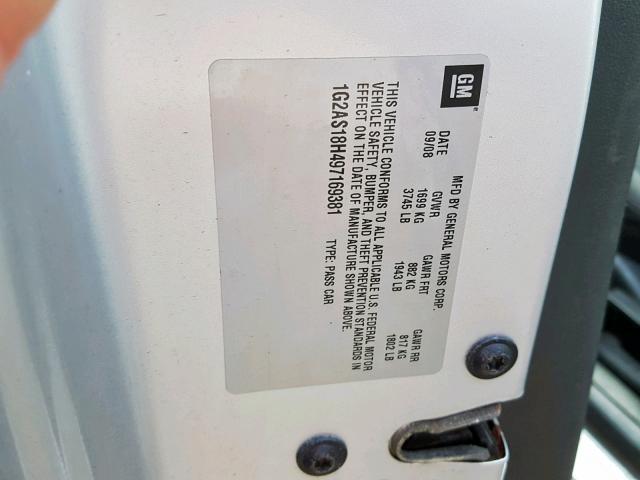 GM
MFD BY GENERAL MOTORS CORP.
DATE GVWR GAWR FRT GAWR RR
09/08 1699 KG 882 KG 817 KG
3745 LB 1943 LB 1802 LB
THIS VEHICLE CONFORMS TO ALL APPLICABLE U.S. FEDERAL MOTOR
VEHICLE SAFETY, BUMPER, AND THEFT PREVENTION STANDARDS IN
EFFECT ON THE DATE OF MANUFACTURE SHOWN ABOVE.
1G2AS18H497169381 TYPE: PASS CAR